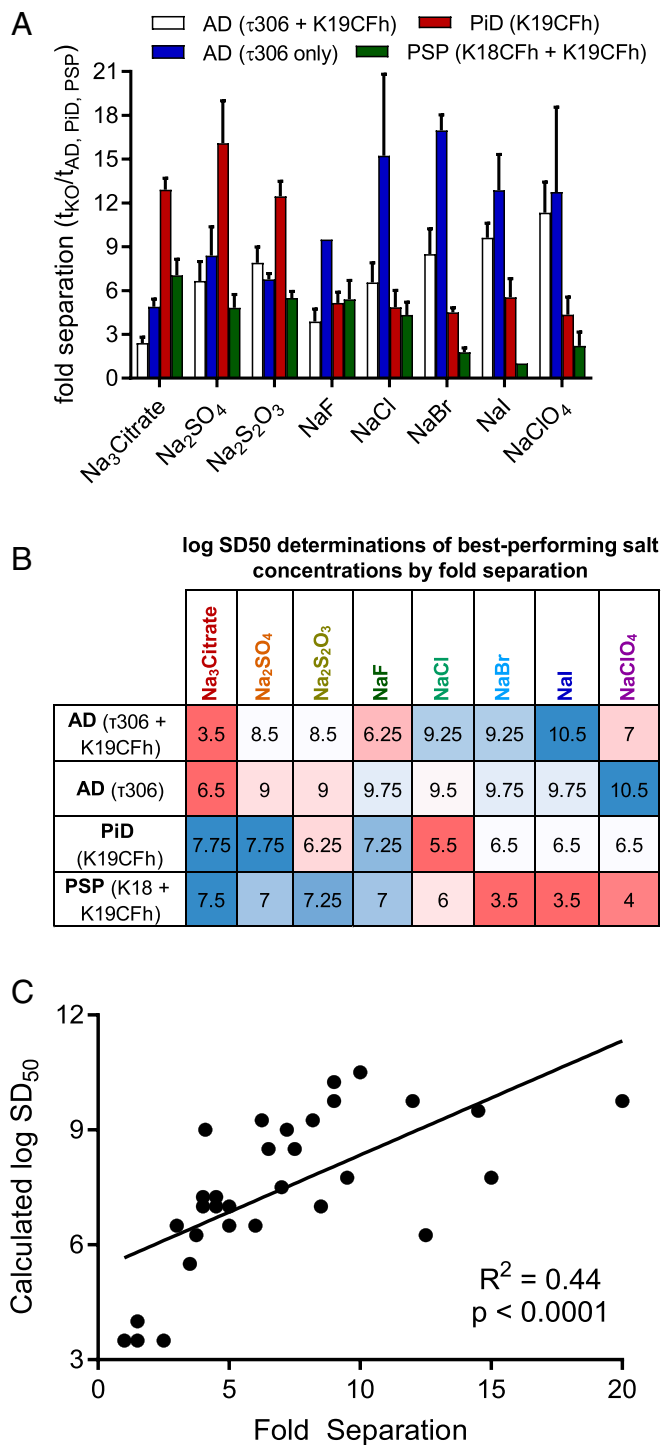 A
AD (τ306 + K19CFh) PiD (K19CFh)
AD (τ306 only) PSP (K18CFh + K19CFh)
fold separation (t_KO/t_AD, PiD, PSP)
21
18
15
12
9
6
3
0
Na₃Citrate Na₂SO₄ Na₂S₂O₃ NaF NaCl NaBr NaI NaClO₄
B
log SD50 determinations of best-performing salt
concentrations by fold separation
Na₃Citrate Na₂SO₄ Na₂S₂O₃ NaF NaCl NaBr NaI NaClO₄
AD (τ306 +
K19CFh) 3.5 8.5 8.5 6.25 9.25 9.25 10.5 7
AD (τ306) 6.5 9 9 9.75 9.5 9.75 9.75 10.5
PiD
(K19CFh) 7.75 7.75 6.25 7.25 5.5 6.5 6.5 6.5
PSP (K18 +
K19CFh) 7.5 7 7.25 7 6 3.5 3.5 4
C
Calculated log SD₅₀
12
9
6
3
R² = 0.44
p < 0.0001
0 5 10 15 20
Fold Separation